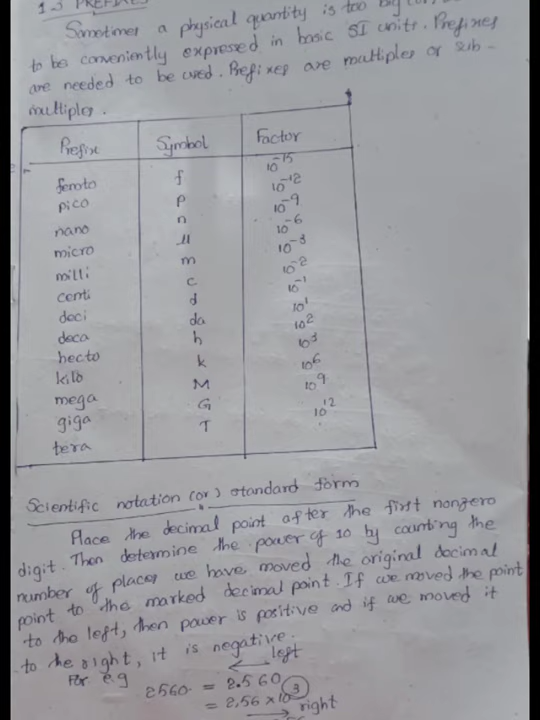 1.3 PREFIXES
Sometimes a physical quantity is too big or
to be conveniently expressed in basic SI units. Prefixes
are needed to be used. Prefixes are multiples or sub-
multiples.
Prefix Symbol Factor
femto f 10^-15
pico p 10^-12
nano n 10^-9
micro μ 10^-6
milli m 10^-3
centi c 10^-2
deci d 10^-1
deca da 10^1
hecto h 10^2
kilo k 10^3
mega M 10^6
giga G 10^9
tera T 10^12
Scientific notation (or) standard form
Place the decimal point after the first nonzero
digit. Then determine the power of 10 by counting the
number of places we have moved the original decimal
point to the marked decimal point. If we moved the point
to the left, then power is positive and if we moved it
to the right, it is negative.
For e.g ← left
2560 = 2.560
= 2.56 × 10^3
→ right